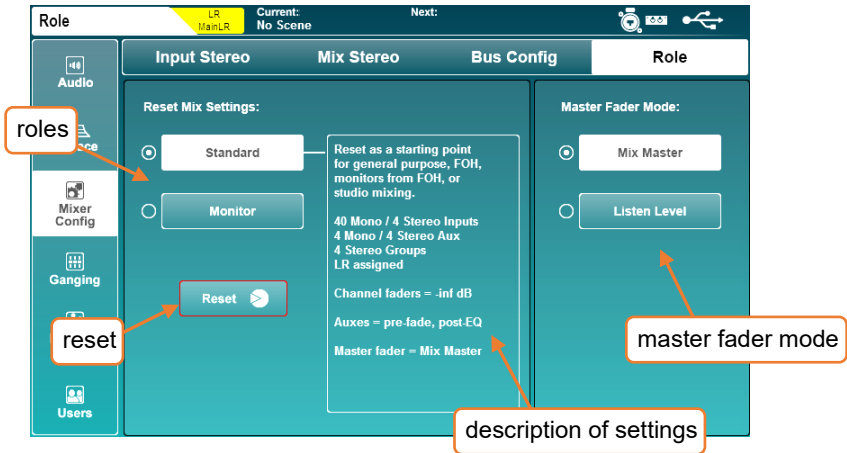 Role
LR
MainLR
Current:
No Scene
Next:
Audio
Input Stereo
Mix Stereo
Bus Config
Role
roles
ce
Mixer
Config
Ganging
reset
Users
Reset Mix Settings:
Standard
Monitor
Reset
Reset as a starting point
for general purpose, FOH,
monitors from FOH, or
studio mixing.
40 Mono / 4 Stereo Inputs
4 Mono / 4 Stereo Aux
4 Stereo Groups
LR assigned
Channel faders = -inf dB
Auxes = pre-fade, post-EQ
Master fader = Mix Master
Master Fader Mode:
Mix Master
Listen Level
master fader mode
description of settings